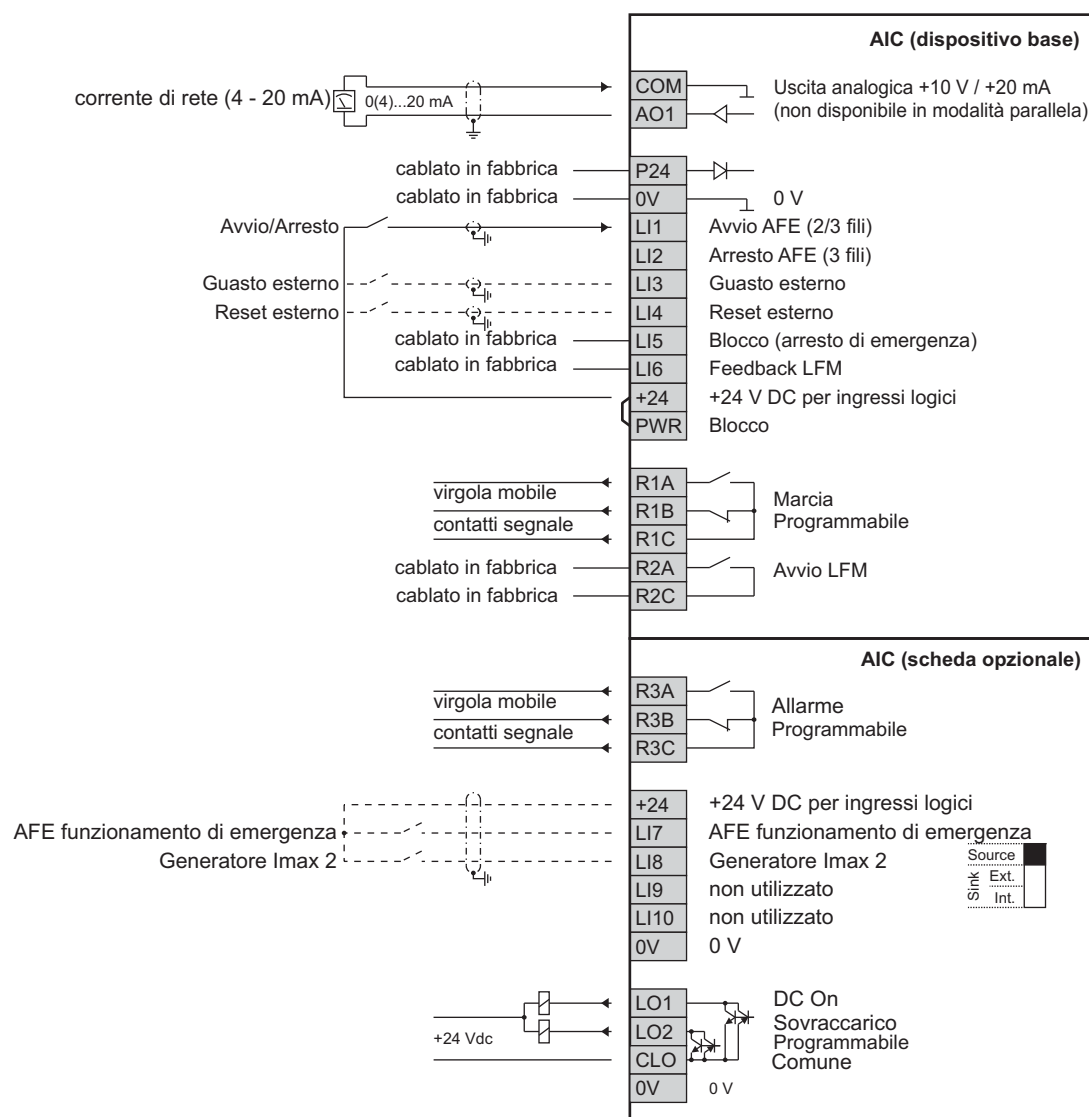 AIC (dispositivo base)
corrente di rete (4 - 20 mA) 0(4)...20 mA COM Uscita analogica +10 V / +20 mA
AO1 (non disponibile in modalità parallela)
cablato in fabbrica P24
cablato in fabbrica 0V 0 V
Avvio/Arresto LI1 Avvio AFE (2/3 fili)
LI2 Arresto AFE (3 fili)
Guasto esterno LI3 Guasto esterno
Reset esterno LI4 Reset esterno
cablato in fabbrica LI5 Blocco (arresto di emergenza)
cablato in fabbrica LI6 Feedback LFM
+24 +24 V DC per ingressi logici
PWR Blocco
virgola mobile R1A Marcia
contatti segnale R1B Programmabile
R1C
cablato in fabbrica R2A Avvio LFM
cablato in fabbrica R2C
AIC (scheda opzionale)
virgola mobile R3A Allarme
contatti segnale R3B Programmabile
R3C
+24 +24 V DC per ingressi logici
AFE funzionamento di emergenza LI7 AFE funzionamento di emergenza
Generatore Imax 2 LI8 Generatore Imax 2
Source
Sink Ext.
Int.
LI9 non utilizzato
LI10 non utilizzato
0V 0 V
LO1 DC On
+24 Vdc LO2 Sovraccarico
Programmabile
CLO Comune
0V 0 V